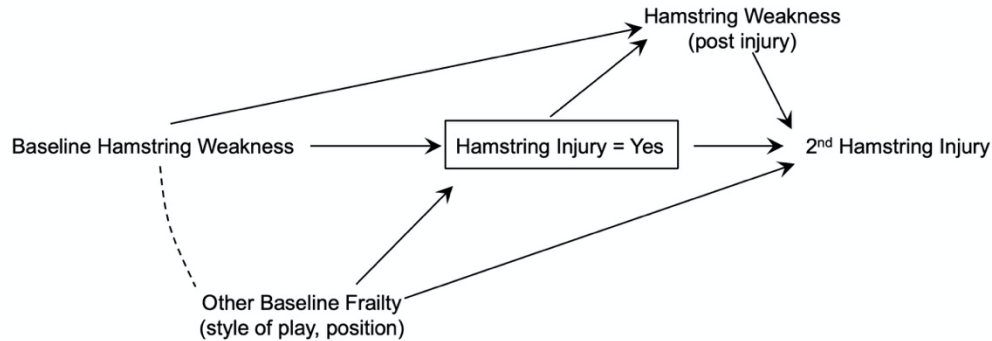 Hamstring Weakness
(post injury)
Baseline Hamstring Weakness
Hamstring Injury = Yes
2nd Hamstring Injury
Other Baseline Frailty
(style of play, position)